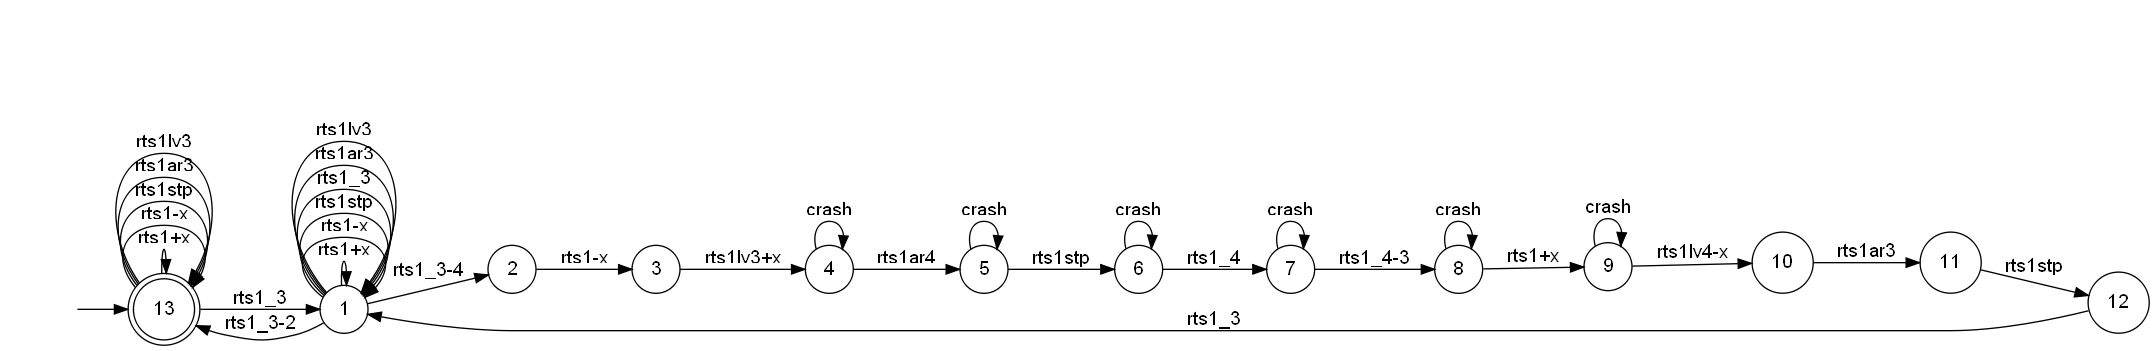 rts1lv3
rts1ar3
rts1stp
rts1-x
rts1+x
13
rts1_3
rts1_3-2
rts1lv3
rts1ar3
rts1_3
rts1stp
rts1-x
rts1+x
1
rts1_3-4
2
rts1-x
3
rts1lv3+x
crash
4
rts1ar4
crash
5
rts1stp
crash
6
rts1_4
crash
7
rts1_4-3
crash
8
rts1+x
crash
9
rts1lv4-x
10
rts1ar3
11
rts1stp
12
rts1_3